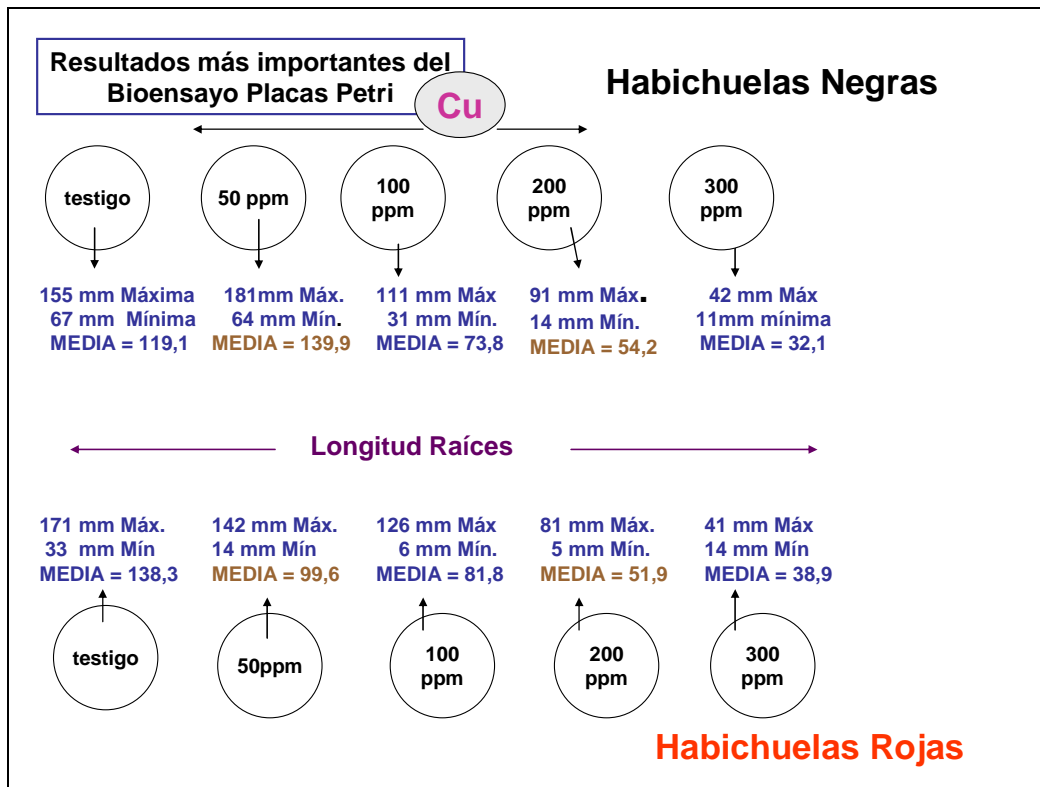 Resultados más importantes del
Bioensayo Placas Petri
Cu
Habichuelas Negras
testigo
50 ppm
100
ppm
200
ppm
300
ppm
155 mm Máxima
67 mm Mínima
MEDIA = 119,1
181mm Máx.
64 mm Mín.
MEDIA = 139,9
111 mm Máx
31 mm Mín.
MEDIA = 73,8
91 mm Máx.
14 mm Mín.
MEDIA = 54,2
42 mm Máx
11mm mínima
MEDIA = 32,1
Longitud Raíces
171 mm Máx.
33 mm Mín
MEDIA = 138,3
142 mm Máx.
14 mm Mín
MEDIA = 99,6
126 mm Máx
6 mm Mín.
MEDIA = 81,8
81 mm Máx.
5 mm Mín.
MEDIA = 51,9
41 mm Máx
14 mm Mín
MEDIA = 38,9
testigo
50ppm
100
ppm
200
ppm
300
ppm
Habichuelas Rojas